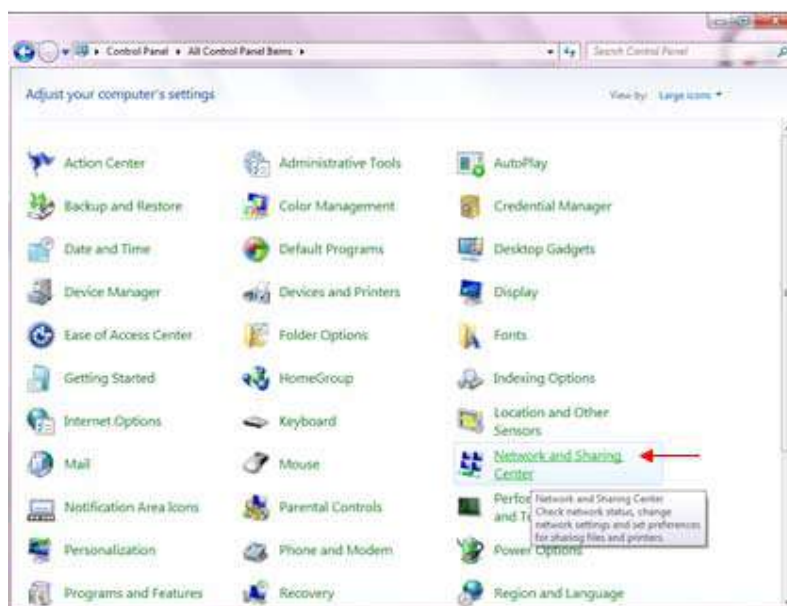 Control Panel ▸ All Control Panel Items ▸
Search Control Panel
Adjust your computer's settings
View by: Large icons
Action Center
Administrative Tools
AutoPlay
Backup and Restore
Color Management
Credential Manager
Date and Time
Default Programs
Desktop Gadgets
Device Manager
Devices and Printers
Display
Ease of Access Center
Folder Options
Fonts
Getting Started
HomeGroup
Indexing Options
Internet Options
Keyboard
Location and Other
Sensors
Mail
Mouse
Network and Sharing
Center
Notification Area Icons
Parental Controls
Perfo
and T
Network and Sharing Center
Check network status, change
network settings and set preferences
for sharing files and printers.
Personalization
Phone and Modem
Power Options
Programs and Features
Recovery
Region and Language